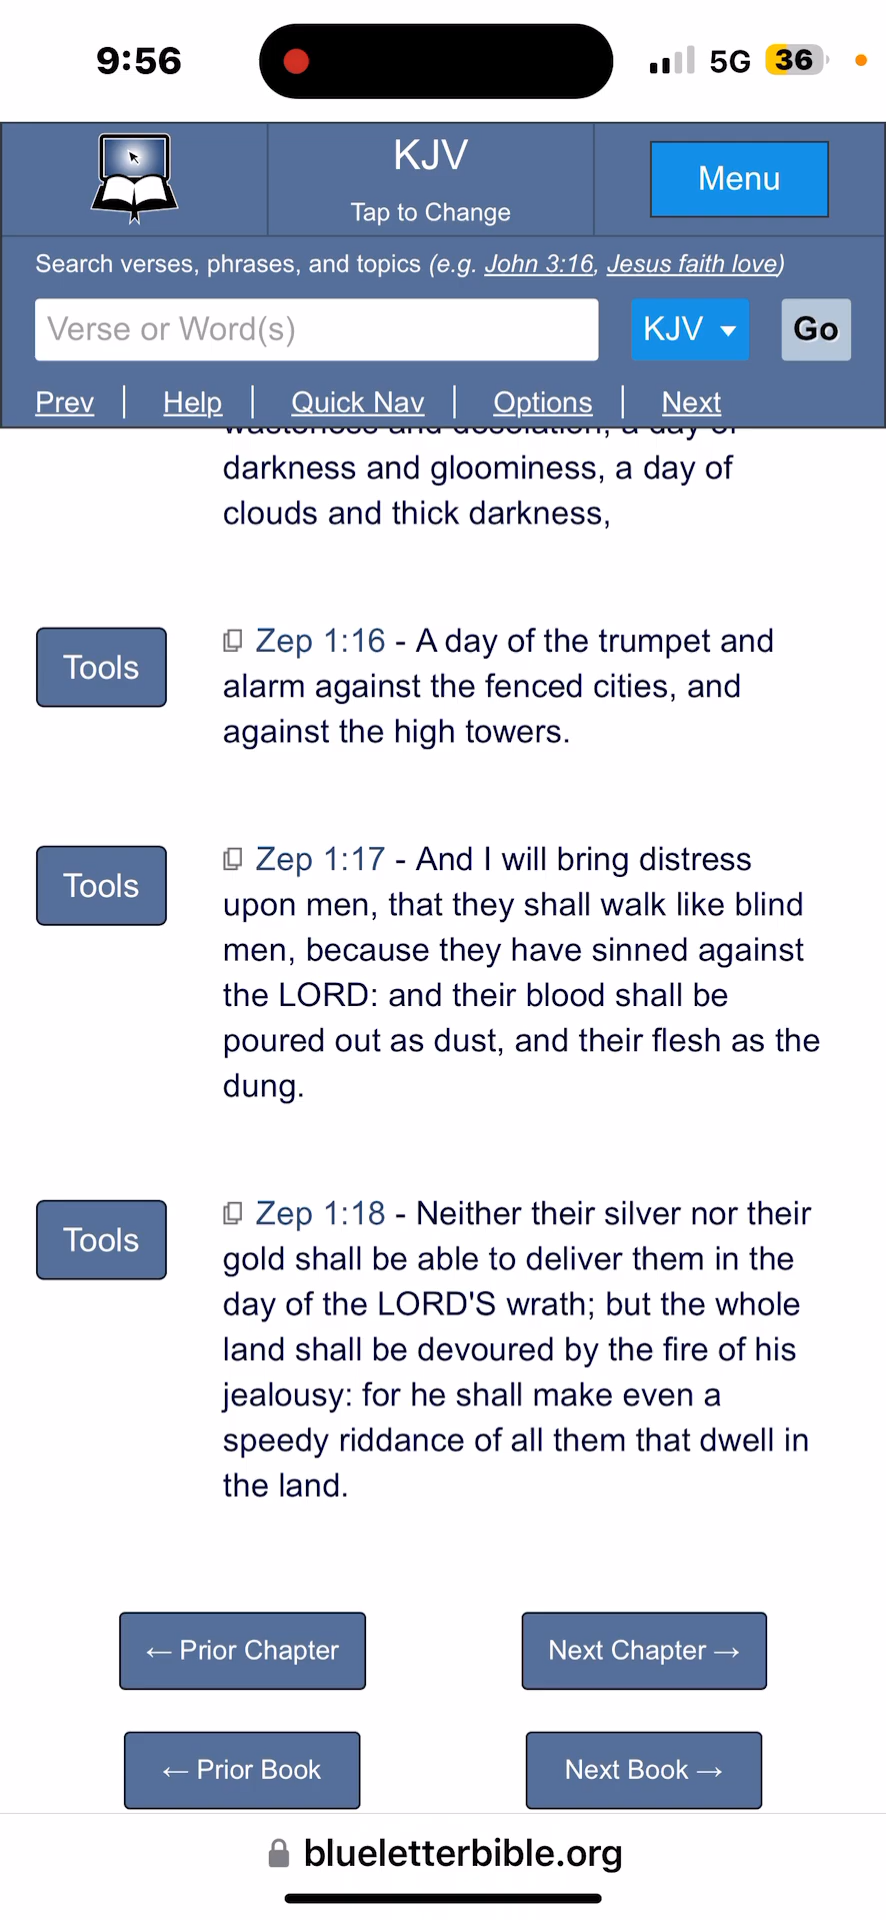 9:56
5G
36
KJV
Tap to Change
Menu
Search verses, phrases, and topics (e.g. John 3:16, Jesus faith love)
Verse or Word(s)
KJV
Go
Prev | Help | Quick Nav | Options | Next
darkness and gloominess, a day of
clouds and thick darkness,
Tools
Zep 1:16 - A day of the trumpet and
alarm against the fenced cities, and
against the high towers.
Tools
Zep 1:17 - And I will bring distress
upon men, that they shall walk like blind
men, because they have sinned against
the LORD: and their blood shall be
poured out as dust, and their flesh as the
dung.
Tools
Zep 1:18 - Neither their silver nor their
gold shall be able to deliver them in the
day of the LORD'S wrath; but the whole
land shall be devoured by the fire of his
jealousy: for he shall make even a
speedy riddance of all them that dwell in
the land.
← Prior Chapter
Next Chapter →
← Prior Book
Next Book →
blueletterbible.org